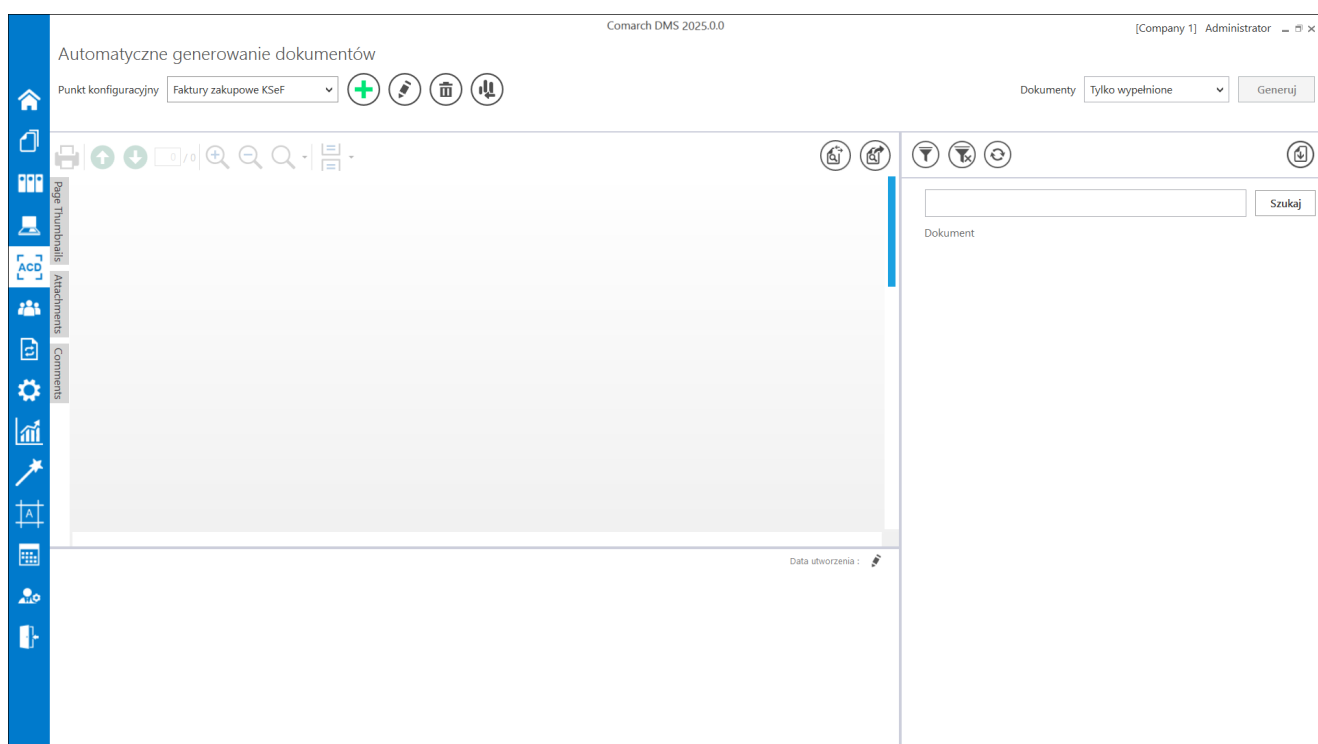 Comarch DMS 2025.0.0
[Company 1] Administrator
Automatyczne generowanie dokumentów
Punkt konfiguracyjny Faktury zakupowe KSeF
Dokumenty Tylko wypełnione Generuj
0 / 0
Page Thumbnails
Attachments
Comments
ACD
A
Szukaj
Dokument
Data utworzenia :